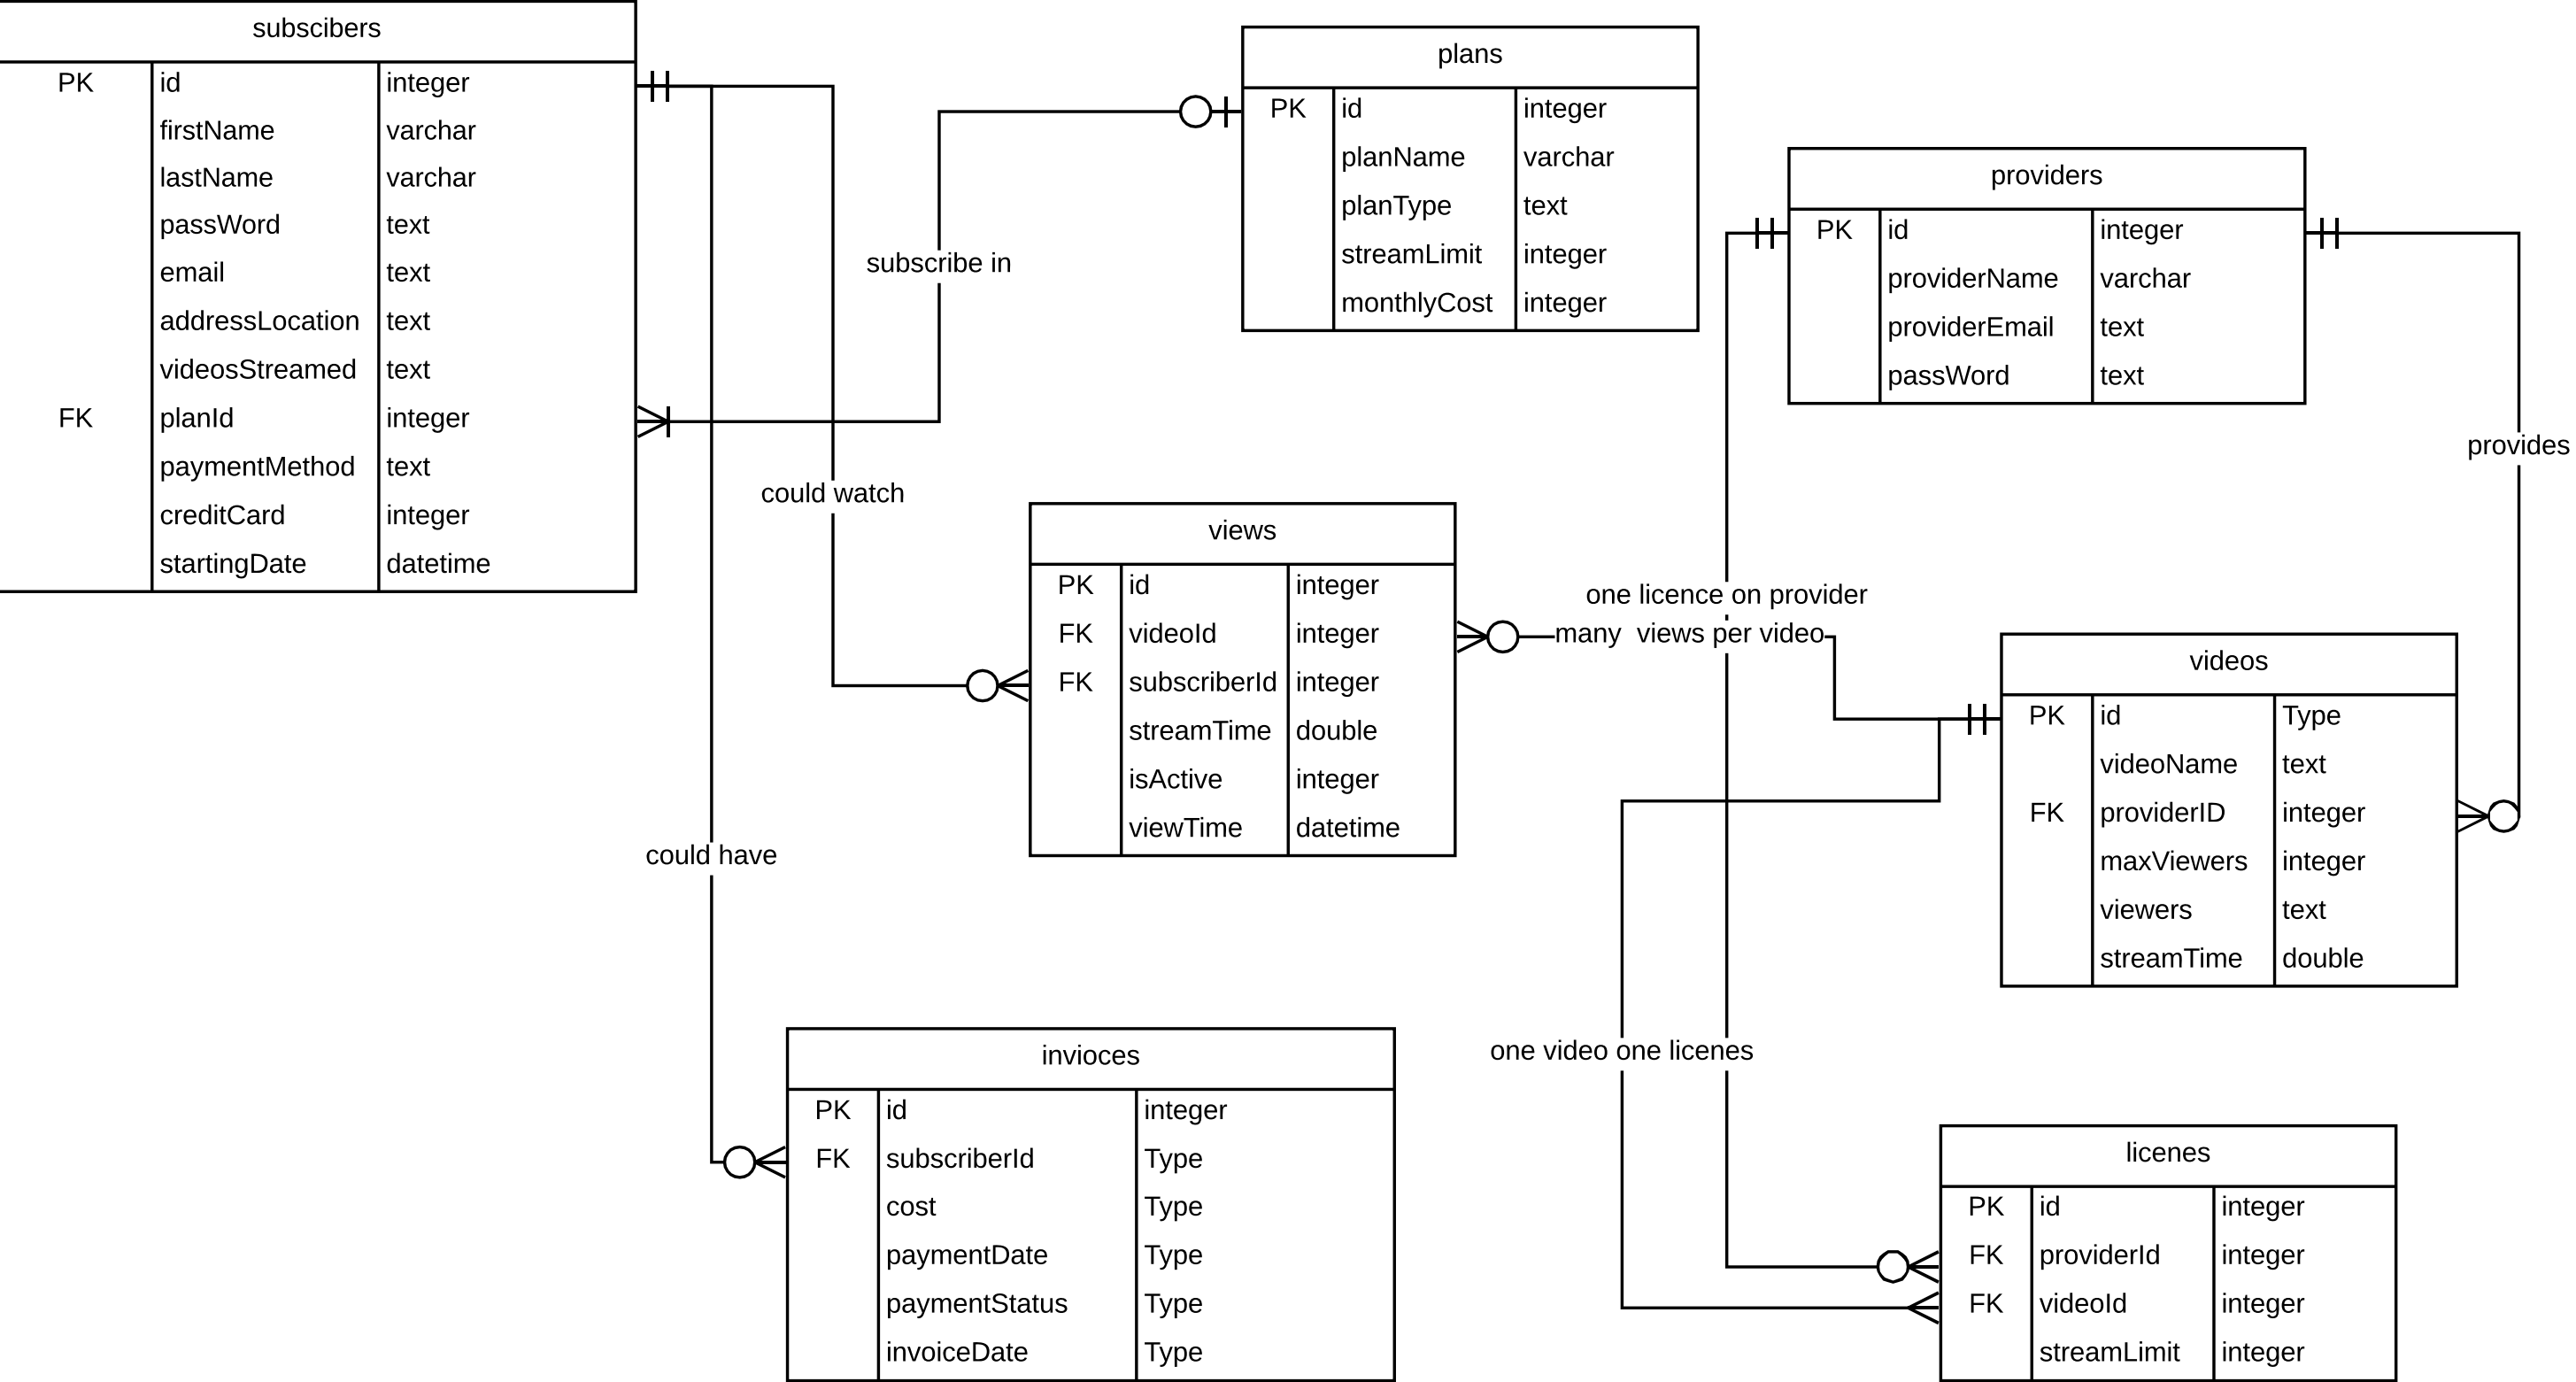 subscibers
PK id integer
firstName varchar
lastName varchar
passWord text
email text
addressLocation text
videosStreamed text
FK planId integer
paymentMethod text
creditCard integer
startingDate datetime
plans
PK id integer
planName varchar
planType text
streamLimit integer
monthlyCost integer
providers
PK id integer
providerName varchar
providerEmail text
passWord text
subscribe in
provides
could watch
views
PK id integer
FK videoId integer
FK subscriberId integer
streamTime double
isActive integer
viewTime datetime
one licence on provider
many views per video
videos
PK id Type
videoName text
FK providerID integer
maxViewers integer
viewers text
streamTime double
could have
one video one licenes
invioces
PK id integer
FK subscriberId Type
cost Type
paymentDate Type
paymentStatus Type
invoiceDate Type
licenes
PK id integer
FK providerId integer
FK videoId integer
streamLimit integer